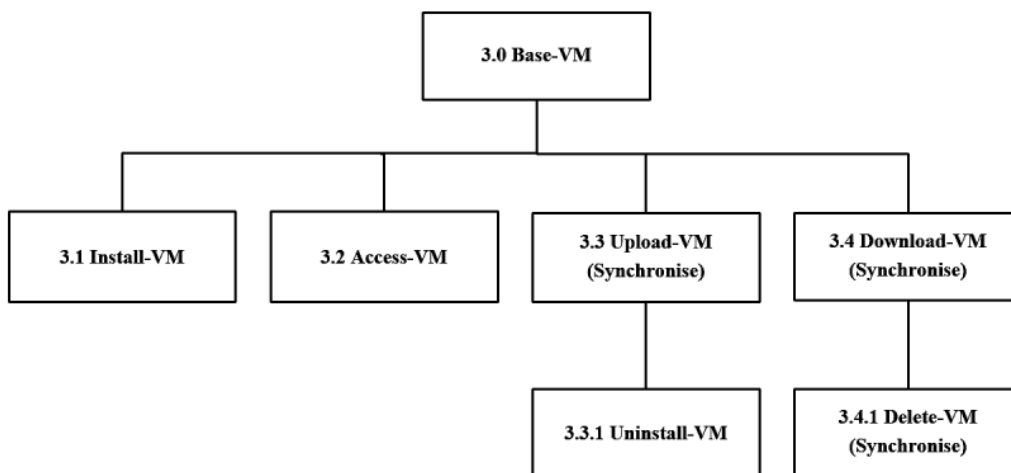 3.0 Base-VM
3.1 Install-VM
3.2 Access-VM
3.3 Upload-VM
(Synchronise)
3.4 Download-VM
(Synchronise)
3.3.1 Uninstall-VM
3.4.1 Delete-VM
(Synchronise)